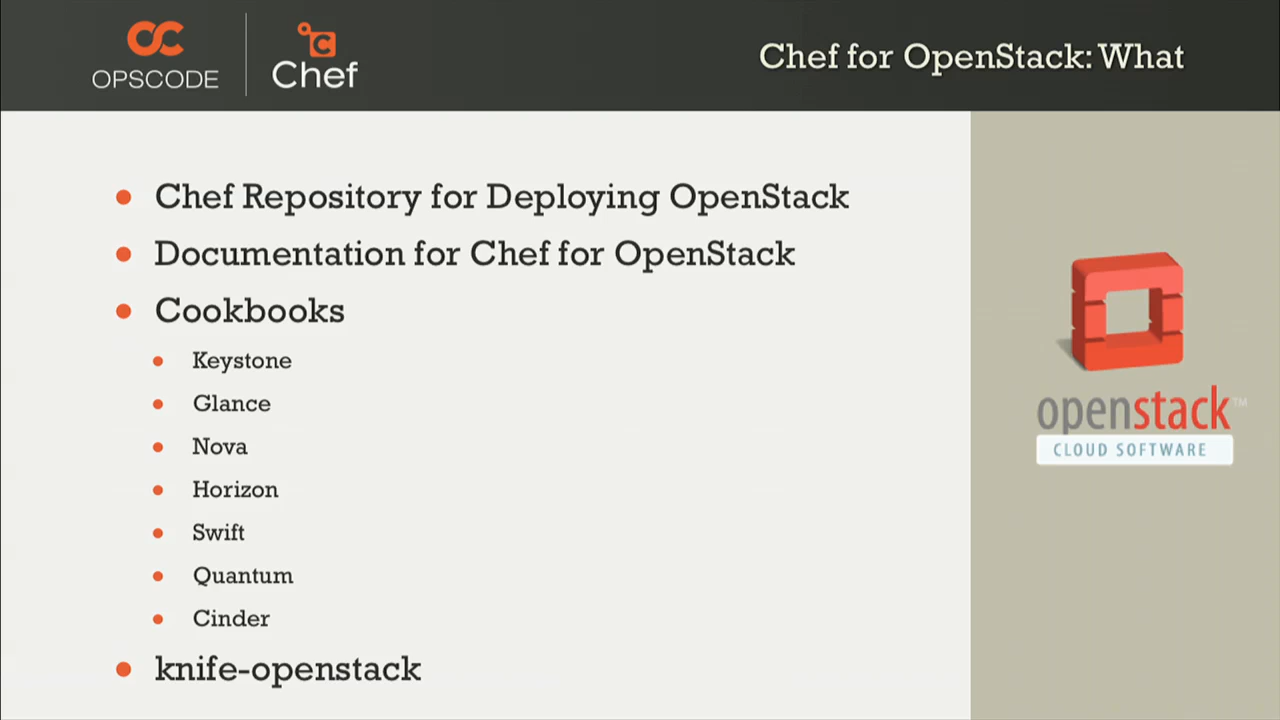 OPSCODE
Chef
Chef for OpenStack: What
Chef Repository for Deploying OpenStack
Documentation for Chef for OpenStack
Cookbooks
Keystone
Glance
Nova
Horizon
Swift
Quantum
Cinder
knife-openstack
openstack™
CLOUD SOFTWARE